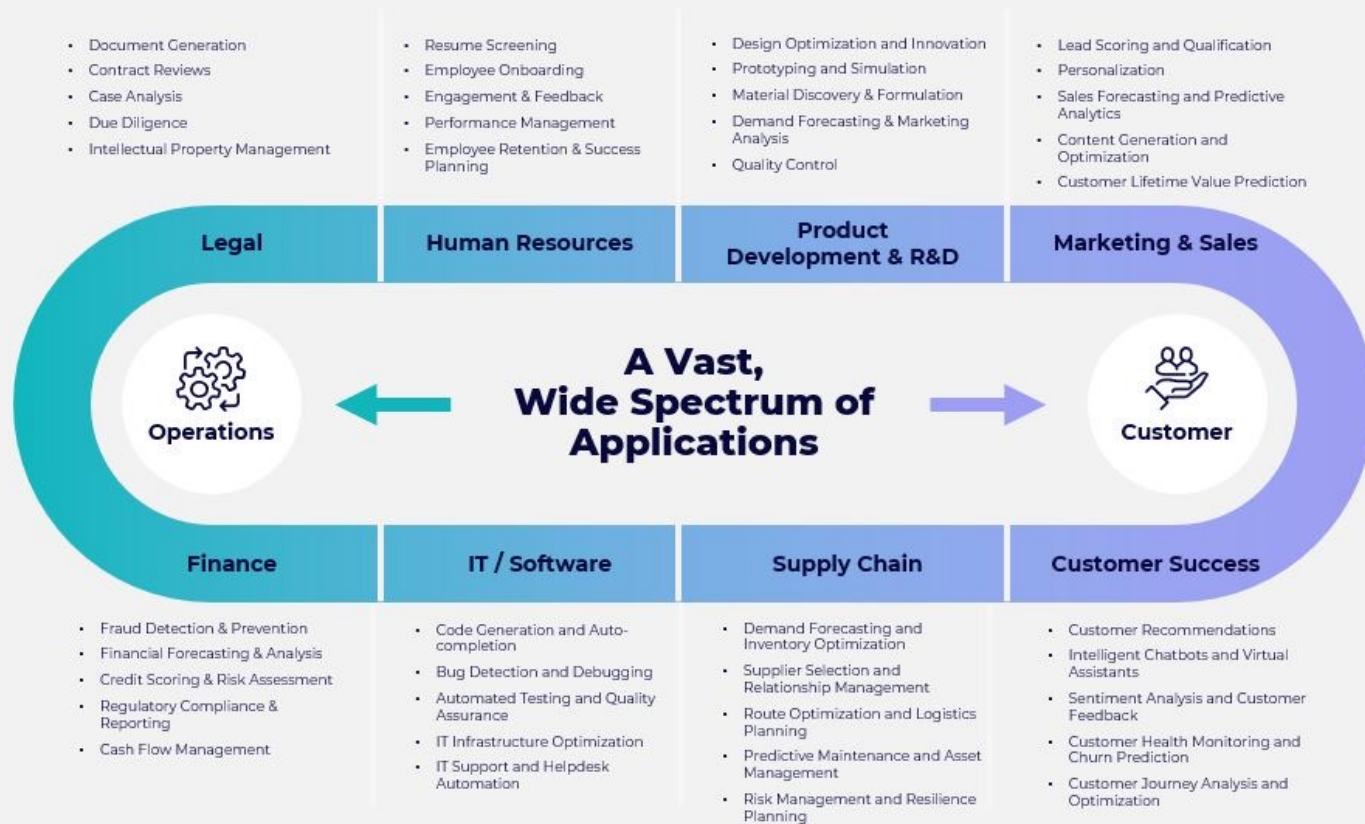 Document Generation
Contract Reviews
Case Analysis
Due Diligence
Intellectual Property Management
Resume Screening
Employee Onboarding
Engagement & Feedback
Performance Management
Employee Retention & Success
Planning
Design Optimization and Innovation
Prototyping and Simulation
Material Discovery & Formulation
Demand Forecasting & Marketing
Analysis
Quality Control
Lead Scoring and Qualification
Personalization
Sales Forecasting and Predictive
Analytics
Content Generation and
Optimization
Customer Lifetime Value Prediction
Legal
Human Resources
Product
Development & R&D
Marketing & Sales
Operations
A Vast,
Wide Spectrum of
Applications
Customer
Finance
IT / Software
Supply Chain
Customer Success
Fraud Detection & Prevention
Financial Forecasting & Analysis
Credit Scoring & Risk Assessment
Regulatory Compliance &
Reporting
Cash Flow Management
Code Generation and Auto-
completion
Bug Detection and Debugging
Automated Testing and Quality
Assurance
IT Infrastructure Optimization
IT Support and Helpdesk
Automation
Demand Forecasting and
Inventory Optimization
Supplier Selection and
Relationship Management
Route Optimization and Logistics
Planning
Predictive Maintenance and Asset
Management
Risk Management and Resilience
Planning
Customer Recommendations
Intelligent Chatbots and Virtual
Assistants
Sentiment Analysis and Customer
Feedback
Customer Health Monitoring and
Churn Prediction
Customer Journey Analysis and
Optimization